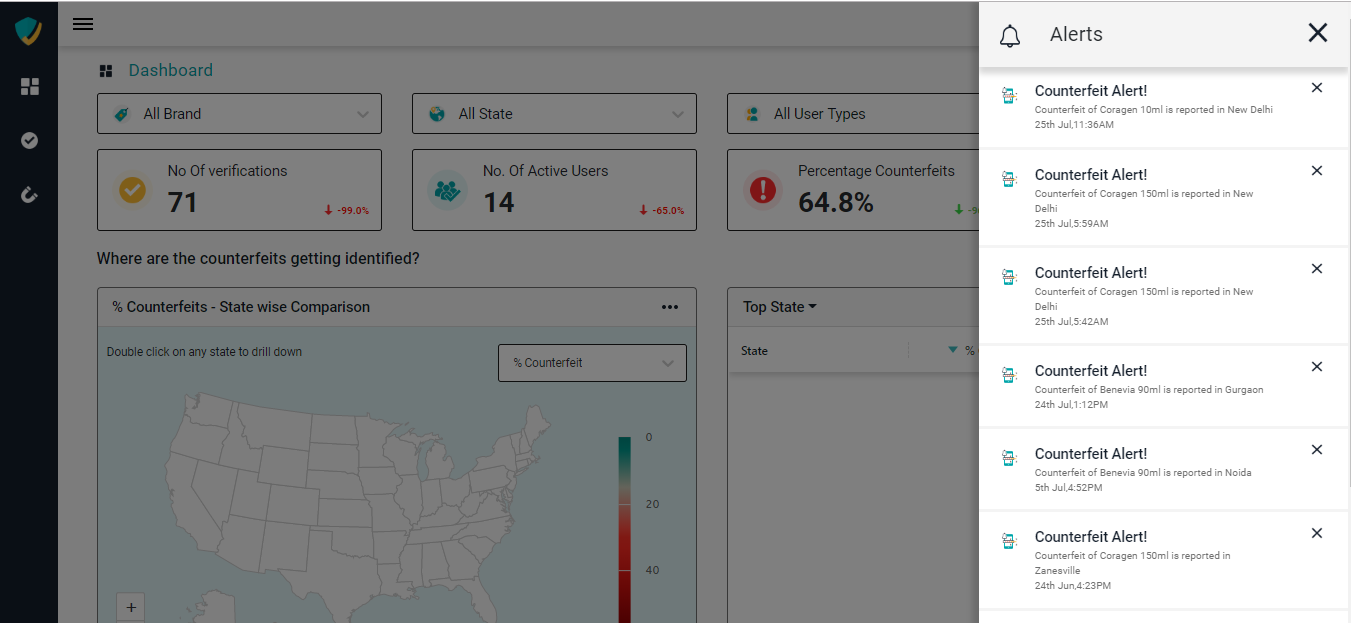 Dashboard
All Brand
All State
All User Types
No Of verifications
71
-99.0%
No. Of Active Users
14
-65.0%
Percentage Counterfeits
64.8%
Where are the counterfeits getting identified?
% Counterfeits - State wise Comparison
Double click on any state to drill down
% Counterfeit
0
20
40
+
Top State
State
%
Alerts
Counterfeit Alert!
Counterfeit of Coragen 10ml is reported in New Delhi
25th Jul,11:36AM
Counterfeit Alert!
Counterfeit of Coragen 150ml is reported in New
Delhi
25th Jul,5:59AM
Counterfeit Alert!
Counterfeit of Coragen 150ml is reported in New
Delhi
25th Jul,5:42AM
Counterfeit Alert!
Counterfeit of Benevia 90ml is reported in Gurgaon
24th Jul,1:12PM
Counterfeit Alert!
Counterfeit of Benevia 90ml is reported in Noida
5th Jul,4:52PM
Counterfeit Alert!
Counterfeit of Coragen 150ml is reported in
Zanesville
24th Jun,4:23PM